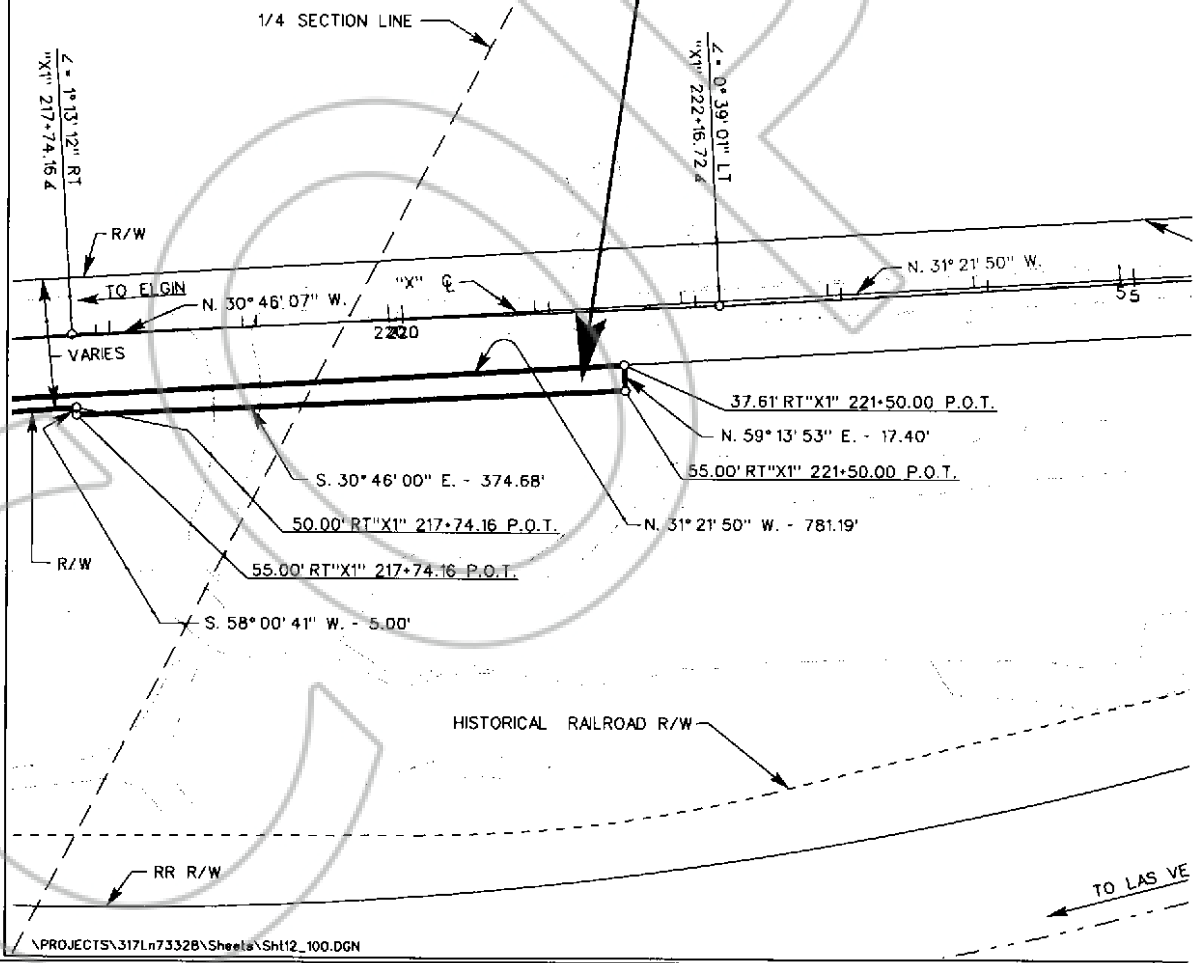 1/4 SECTION LINE
∠ = 1° 13' 12" RT
"X1" 217+74.16
∠ = 0° 39' 01" LT
"X1" 222+16.72
R/W
TO ELGIN
N. 30° 46' 07" W.
"X" ℄
N. 31° 21' 50" W.
VARIES
37.61' RT "X1" 221+50.00 P.O.T.
N. 59° 13' 53" E. - 17.40'
55.00' RT "X1" 221+50.00 P.O.T.
S. 30° 46' 00" E. - 374.68'
50.00' RT "X1" 217+74.16 P.O.T.
N. 31° 21' 50" W. - 781.19'
R/W
55.00' RT "X1" 217+74.16 P.O.T.
S. 58° 00' 41" W. - 5.00'
HISTORICAL RAILROAD R/W
RR R/W
TO LAS VE
\PROJECTS\317Ln73328\Sheets\Sht12_100.DGN